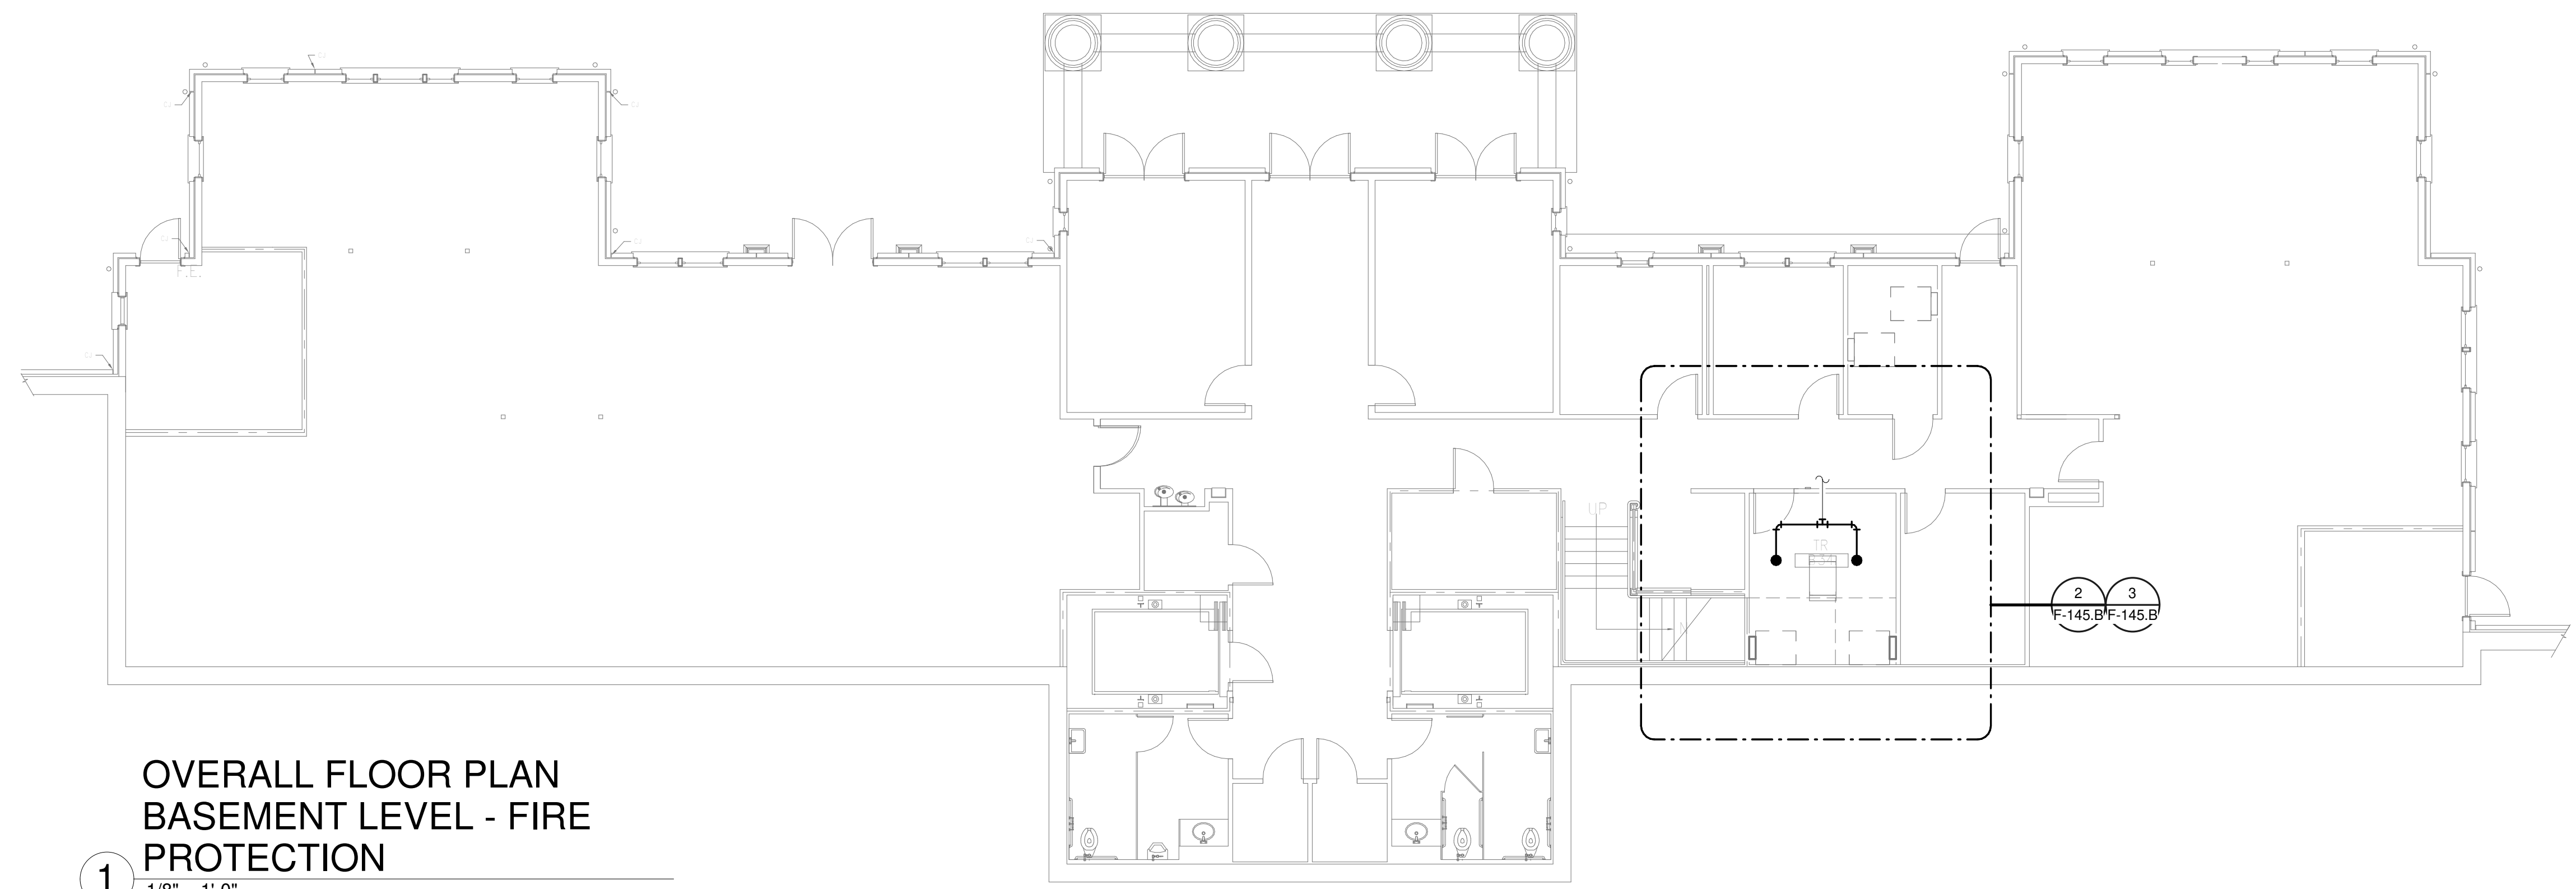 F.E.
UP
TR
2
3
F-145.B
F-145.B
OVERALL FLOOR PLAN
BASEMENT LEVEL - FIRE
PROTECTION
1